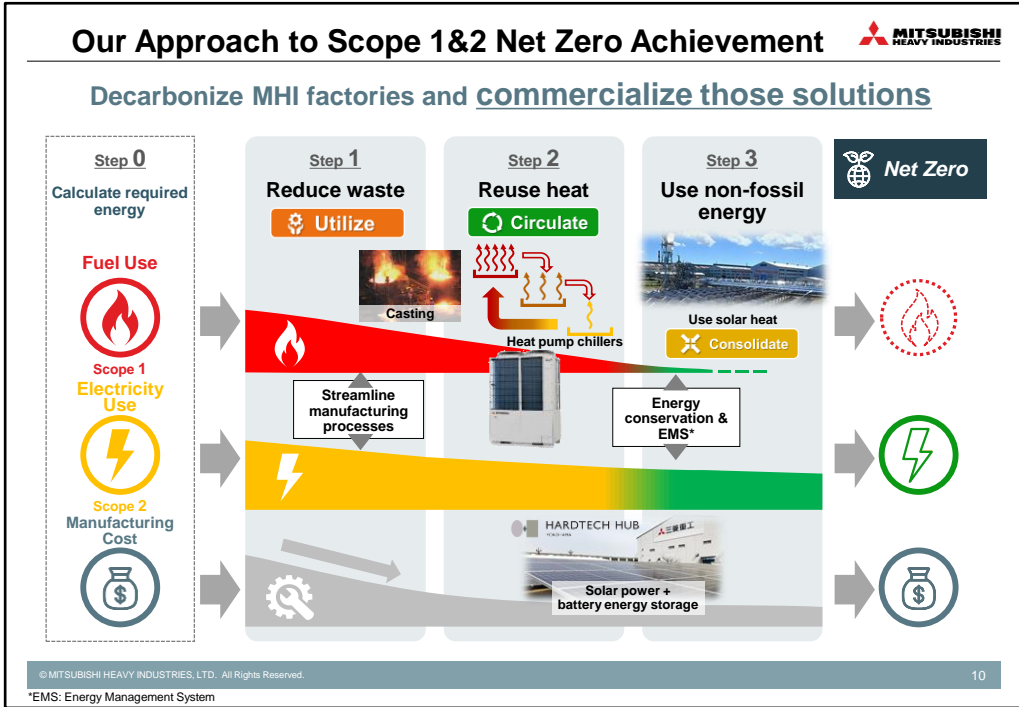 Our Approach to Scope 1&2 Net Zero Achievement
MITSUBISHI
HEAVY INDUSTRIES
Decarbonize MHI factories and commercialize those solutions
Step 0
Calculate required
energy
Fuel Use
Scope 1
Electricity
Use
Scope 2
Manufacturing
Cost
$
Step 1
Reduce waste
Utilize
Casting
Streamline
manufacturing
processes
Step 2
Reuse heat
Circulate
Heat pump chillers
Step 3
Use non-fossil
energy
Use solar heat
Consolidate
Energy
conservation &
EMS*
HARDTECH HUB
YOKOHAMA
三菱重工
Solar power +
battery energy storage
Net Zero
$
© MITSUBISHI HEAVY INDUSTRIES, LTD. All Rights Reserved.
10
*EMS: Energy Management System